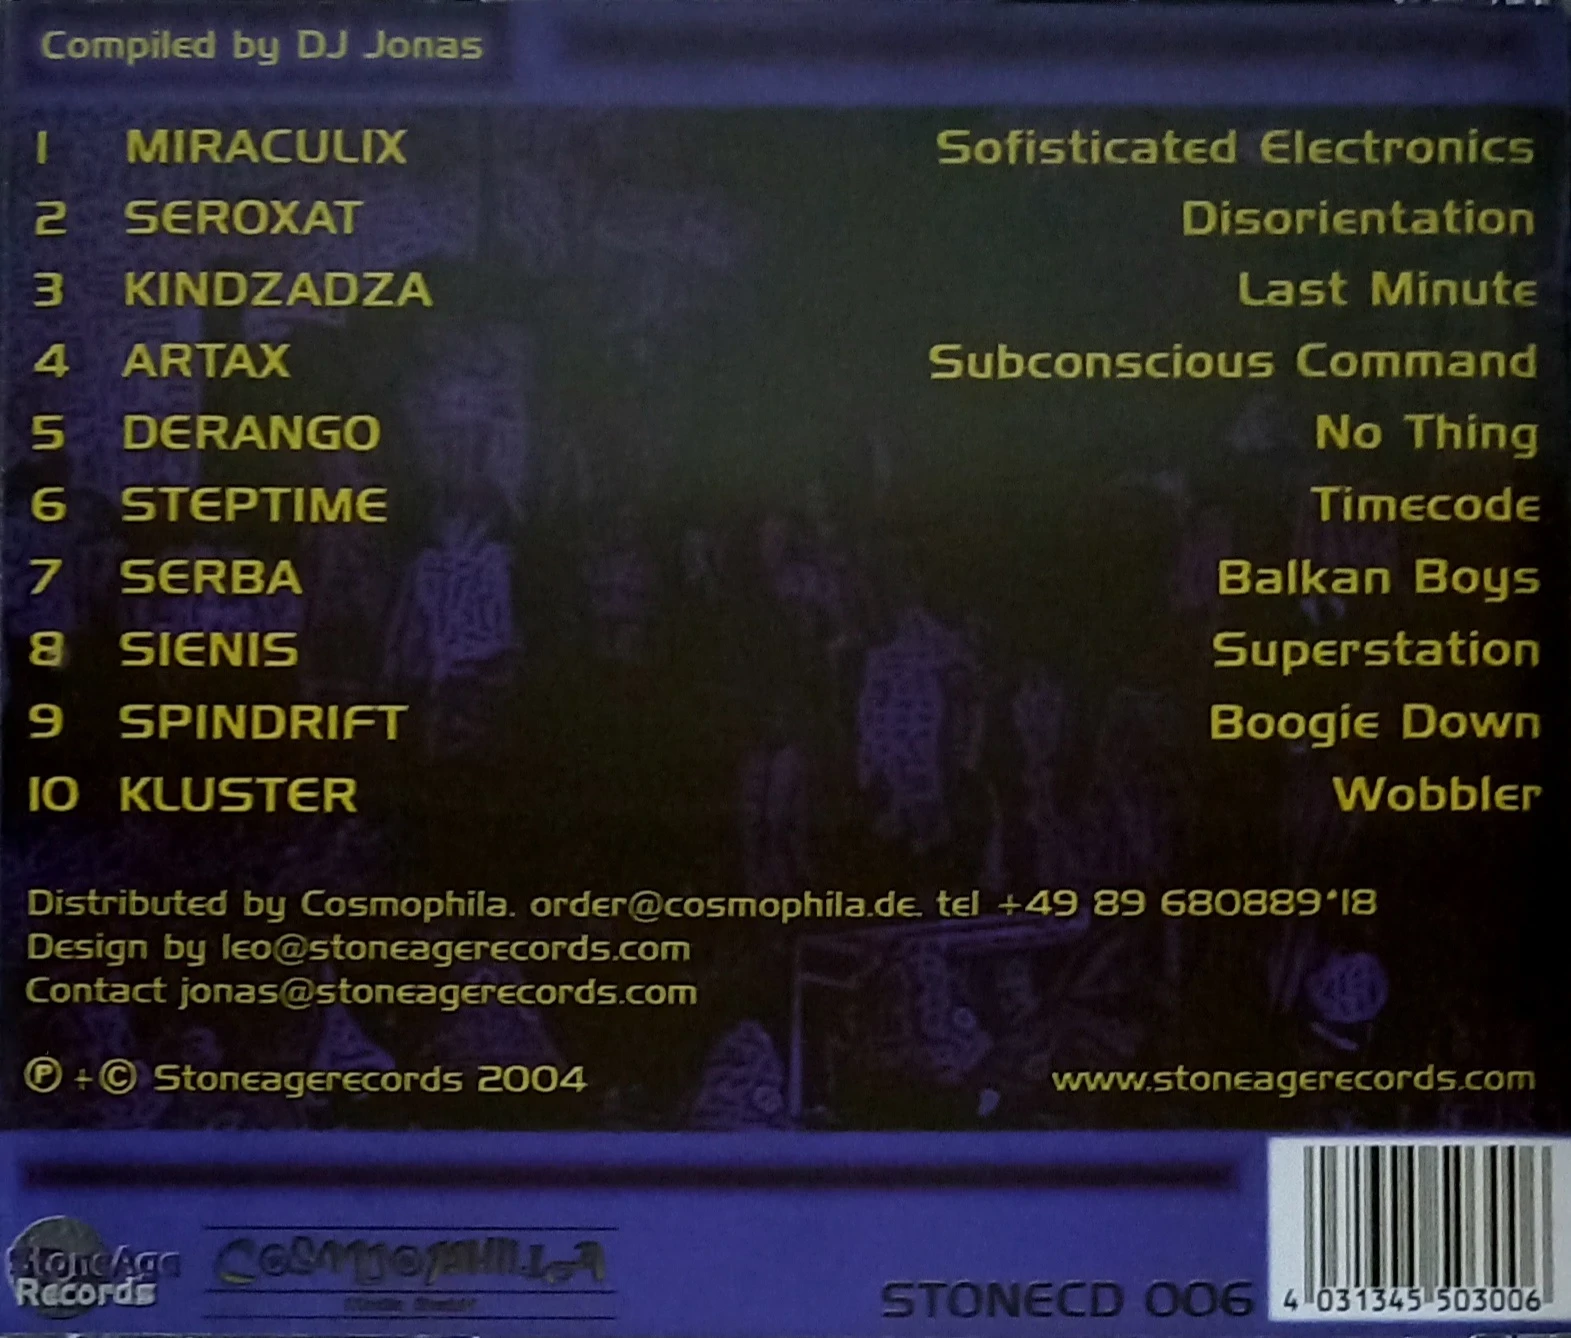 Compiled by DJ Jonas
1 MIRACULIX Sofisticated Electronics
2 SEROXAT Disorientation
3 KINDZADZA Last Minute
4 ARTAX Subconscious Command
5 DERANGO No Thing
6 STEPTIME Timecode
7 SERBA Balkan Boys
8 SIENIS Superstation
9 SPINDRIFT Boogie Down
10 KLUSTER Wobbler
Distributed by Cosmophila. order@cosmophila.de. tel +49 89 680889*18
Design by leo@stoneagerecords.com
Contact jonas@stoneagerecords.com
℗ + © Stoneagerecords 2004 www.stoneagerecords.com
StoneAge
Records
COSMOPHILLA
STONECD 006
4 031345 503006